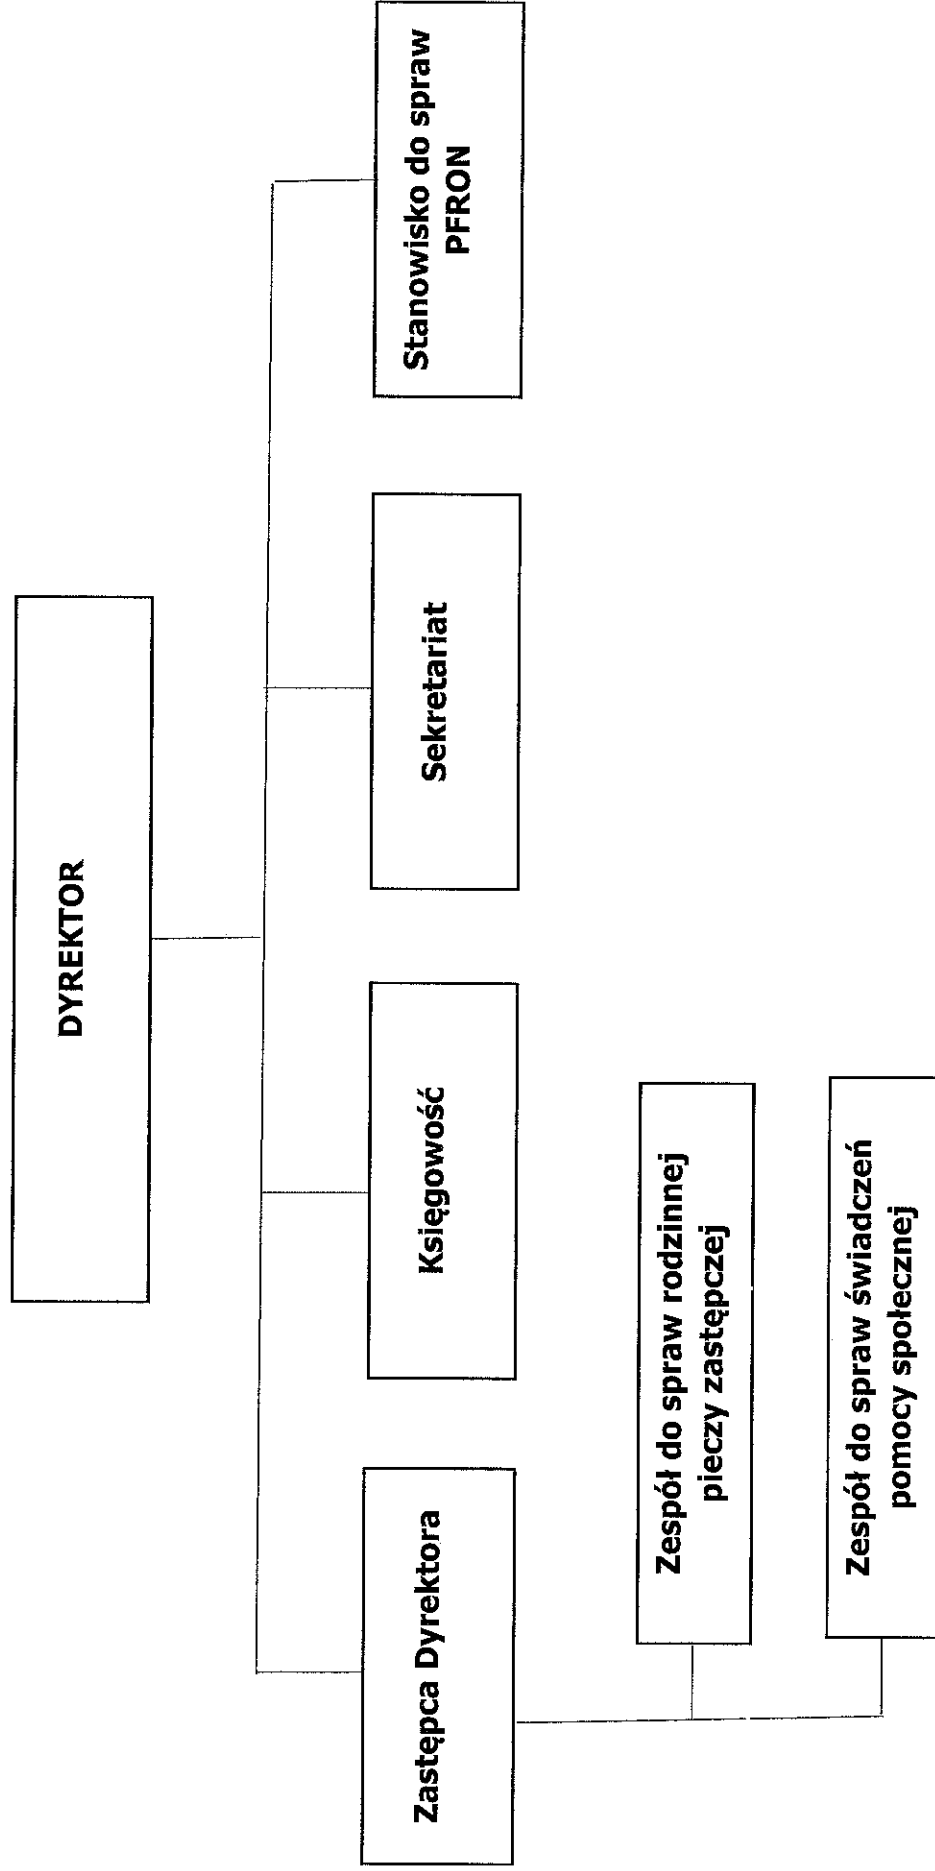 DYREKTOR
Zastępca Dyrektora
Księgowość
Sekretariat
Stanowisko do spraw
PFRON
Zespół do spraw rodzinnej
pieczy zastępczej
Zespół do spraw świadczeń
pomocy społecznej